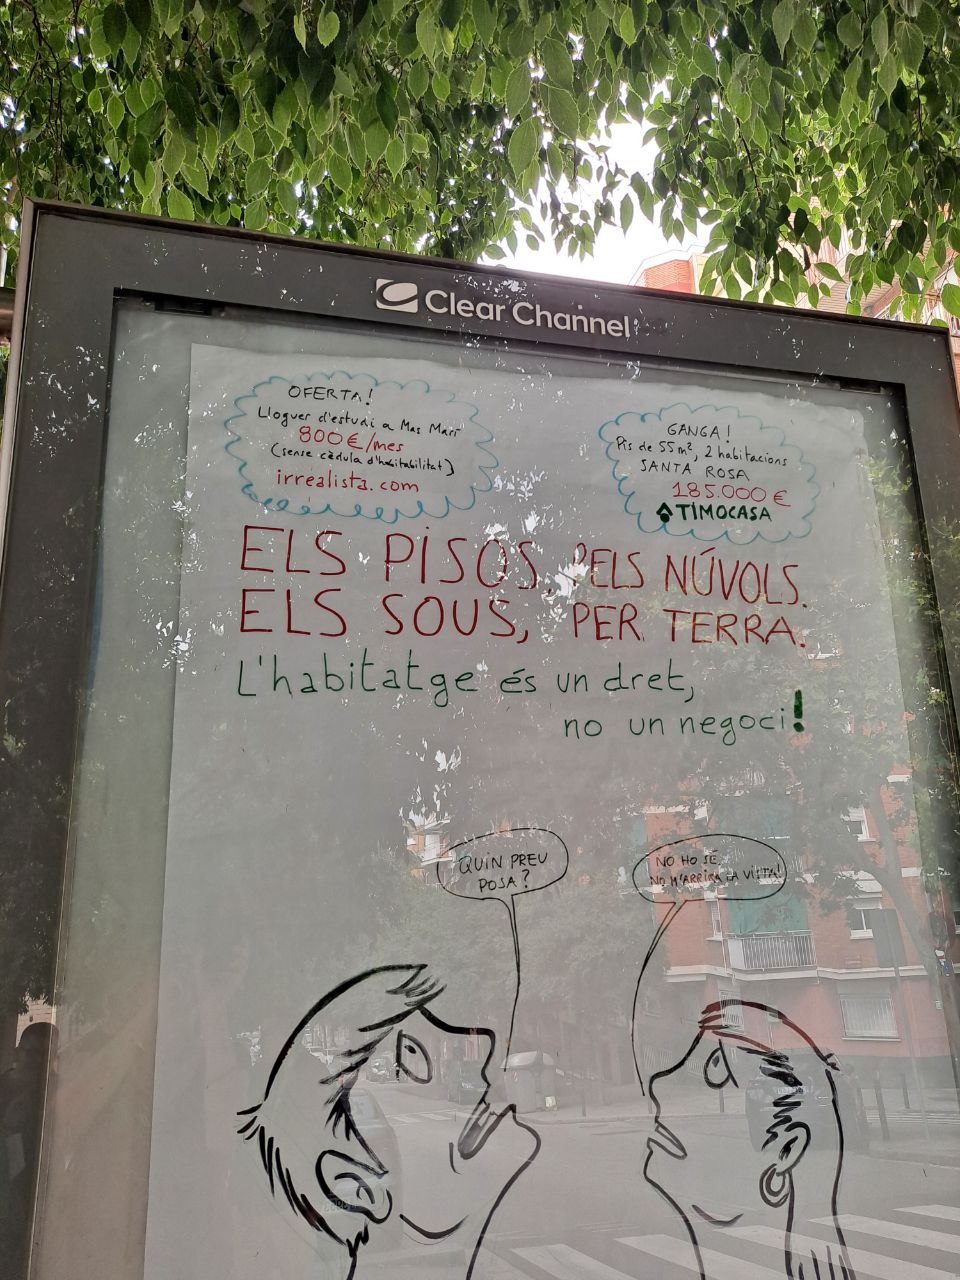 Clear Channel
OFERTA!
Lloguer d'estudi a Mas Marí
800€/mes
(sense cèdula d'habitabilitat)
irrealista.com
GANGA!
Pis de 55m², 2 habitacions
SANTA ROSA
185.000 €
TIMOCASA
ELS PISOS, PELS NÚVOLS.
ELS SOUS, PER TERRA.
L'habitatge és un dret,
no un negoci!
QUIN PREU
POSA?
NO HO SÉ.
NO M'ARRIBA LA VISTA!